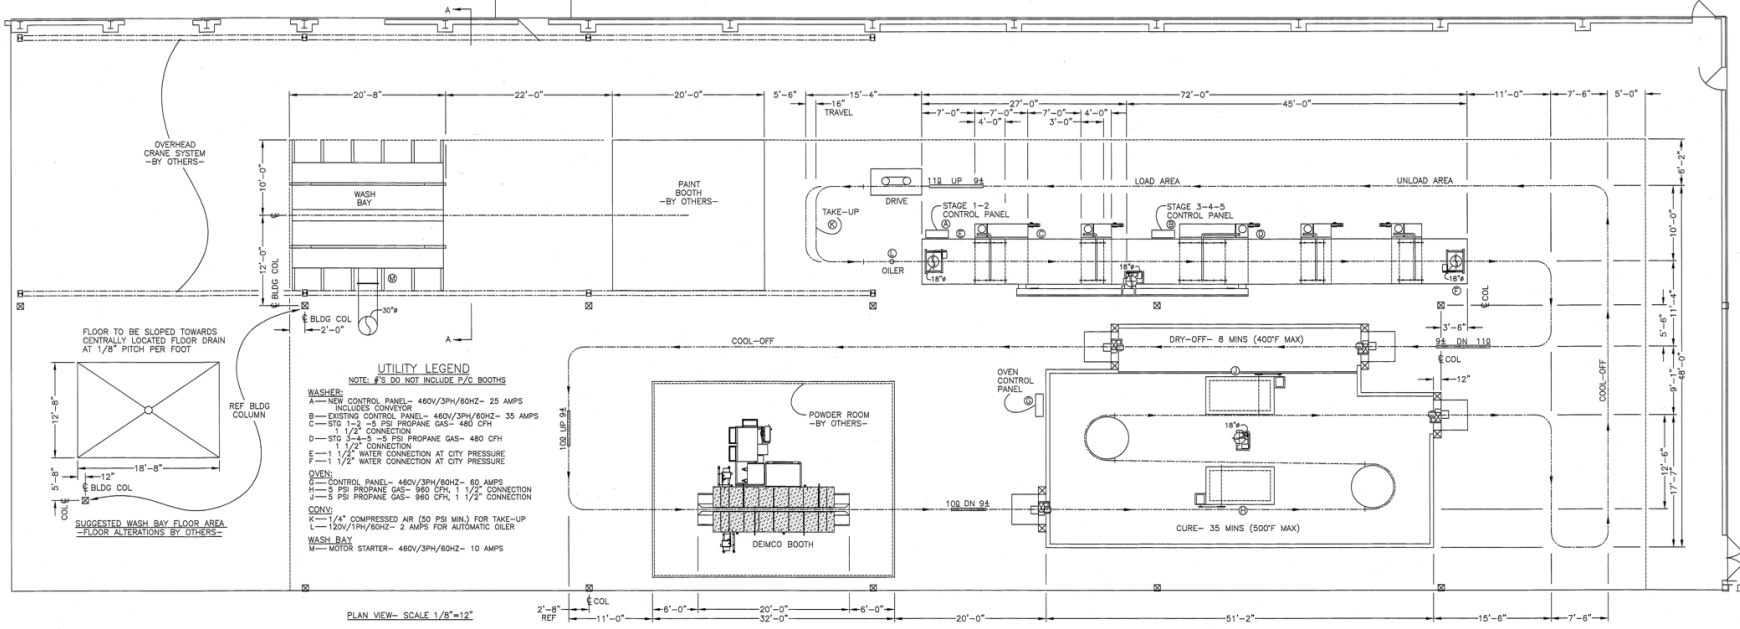 A
20'-8"
22'-0"
20'-0"
5'-6"
15'-4"
72'-0"
11'-0"
7'-6"
5'-0"
16"
TRAVEL
27'-0"
45'-0"
7'-0"
7'-0"
7'-0"
4'-0"
4'-0"
3'-0"
OVERHEAD
CRANE SYSTEM
-BY OTHERS-
10'-0"
12'-0"
BLDG COL
WASH
BAY
PAINT
BOOTH
-BY OTHERS-
TAKE-UP
K
DRIVE
UP
LOAD AREA
UNLOAD AREA
STAGE 1-2
CONTROL PANEL
A
E
C
STAGE 3-4-5
CONTROL PANEL
B
D
L
OILER
18"ø
18"ø
18"ø
F
M
30"ø
BLDG COL
2'-0"
A
6'-2"
10'-0"
11'-4"
5'-6"
9'-1"
48'-0"
12'-6"
17'-7"
COL
3'-6"
DN
COL
12"
COOL-OFF
COOL-OFF
DRY-OFF- 8 MINS (400°F MAX)
J
OVEN
CONTROL
PANEL
G
18"ø
H
CURE- 35 MINS (500°F MAX)
FLOOR TO BE SLOPED TOWARDS
CENTRALLY LOCATED FLOOR DRAIN
AT 1/8" PITCH PER FOOT
12'-8"
18'-8"
12"
5'-8"
BLDG COL
COL
REF BLDG
COLUMN
SUGGESTED WASH BAY FLOOR AREA
-FLOOR ALTERATIONS BY OTHERS-
UTILITY LEGEND
NOTE: #'S DO NOT INCLUDE P/C BOOTHS
WASHER:
A—NEW CONTROL PANEL- 460V/3PH/60HZ- 25 AMPS
INCLUDES CONVEYOR
B—EXISTING CONTROL PANEL- 460V/3PH/60HZ- 35 AMPS
C—STG 1-2 -5 PSI PROPANE GAS- 480 CFH
1 1/2" CONNECTION
D—STG 3-4-5 -5 PSI PROPANE GAS- 480 CFH
1 1/2" CONNECTION
E—1 1/2" WATER CONNECTION AT CITY PRESSURE
F—1 1/2" WATER CONNECTION AT CITY PRESSURE
OVEN:
G—CONTROL PANEL- 460V/3PH/60HZ- 60 AMPS
H—5 PSI PROPANE GAS- 960 CFH, 1 1/2" CONNECTION
J—5 PSI PROPANE GAS- 960 CFH, 1 1/2" CONNECTION
CONV:
K—1/4" COMPRESSED AIR (50 PSI MIN.) FOR TAKE-UP
L—120V/1PH/60HZ- 2 AMPS FOR AUTOMATIC OILER
WASH BAY
M—MOTOR STARTER- 460V/3PH/60HZ- 10 AMPS
UP
POWDER ROOM
-BY OTHERS-
DEIMCO BOOTH
DN
PLAN VIEW- SCALE 1/8"=12"
2'-8"
REF
COL
11'-0"
6'-0"
20'-0"
6'-0"
32'-0"
20'-0"
51'-2"
15'-6"
7'-6"